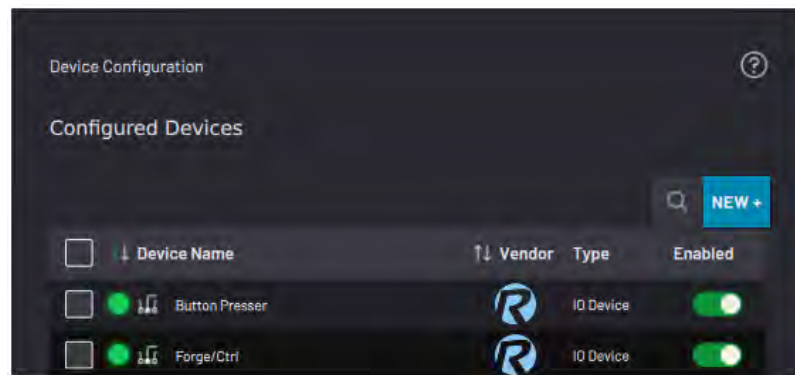 Device Configuration
?
Configured Devices
NEW +
Device Name Vendor Type Enabled
Button Presser R IO Device
Forge/Ctrl R IO Device